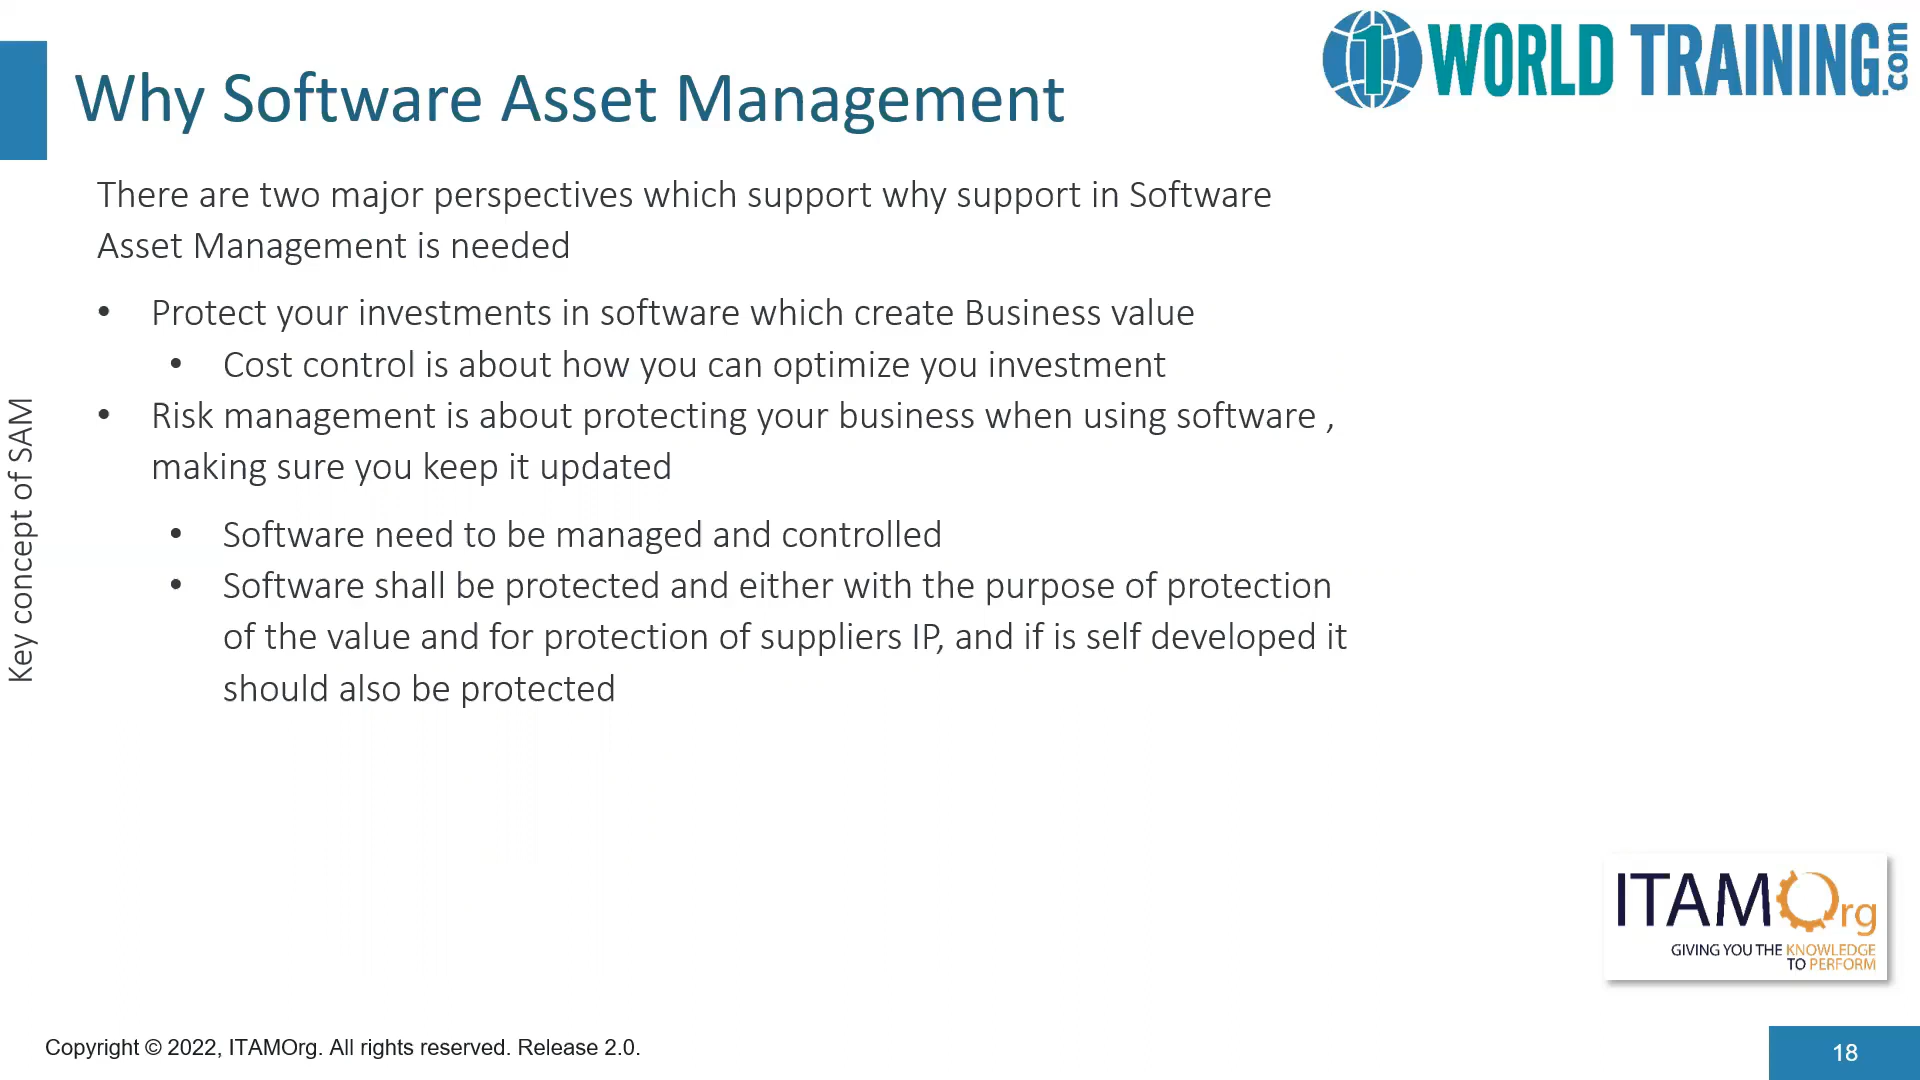 1 WORLD TRAINING.com
Why Software Asset Management
There are two major perspectives which support why support in Software
Asset Management is needed
• Protect your investments in software which create Business value
• Cost control is about how you can optimize you investment
• Risk management is about protecting your business when using software ,
making sure you keep it updated
• Software need to be managed and controlled
• Software shall be protected and either with the purpose of protection
of the value and for protection of suppliers IP, and if is self developed it
should also be protected
Key concept of SAM
ITAMOrg
GIVING YOU THE KNOWLEDGE
TO PERFORM
Copyright © 2022, ITAMOrg. All rights reserved. Release 2.0.
18